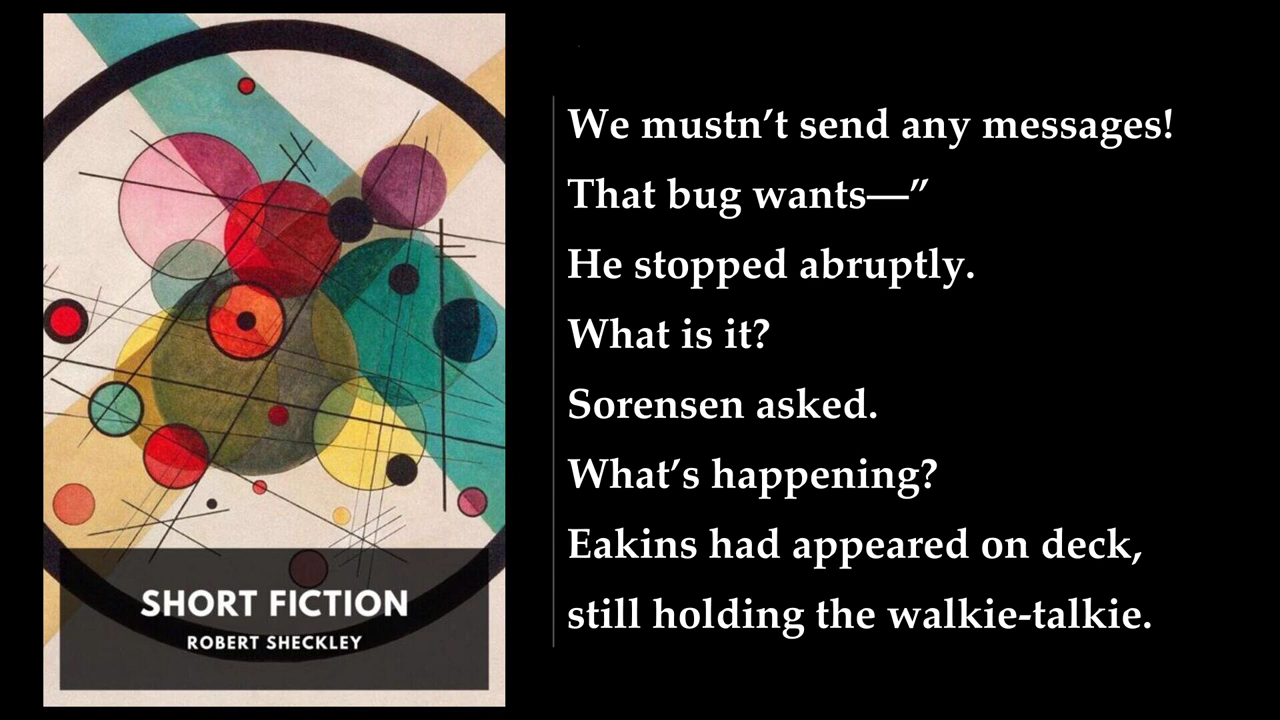 SHORT FICTION
ROBERT SHECKLEY
We mustn’t send any messages!
That bug wants—”
He stopped abruptly.
What is it?
Sorensen asked.
What’s happening?
Eakins had appeared on deck,
still holding the walkie-talkie.